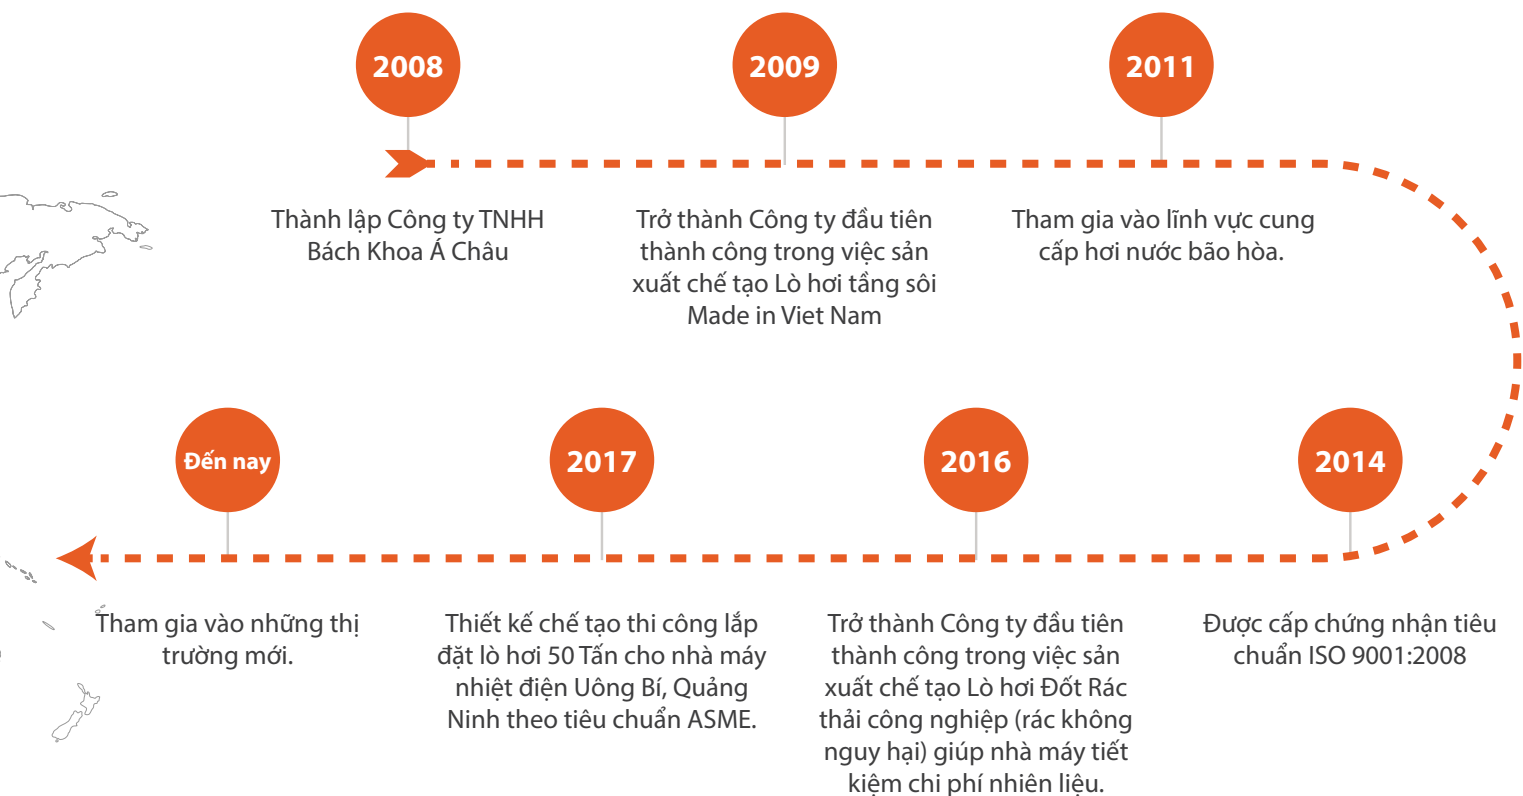 2008
Thành lập Công ty TNHH
Bách Khoa Á Châu
2009
Trở thành Công ty đầu tiên
thành công trong việc sản
xuất chế tạo Lò hơi tầng sôi
Made in Viet Nam
2011
Tham gia vào lĩnh vực cung
cấp hơi nước bão hòa.
2014
Được cấp chứng nhận tiêu
chuẩn ISO 9001:2008
2016
Trở thành Công ty đầu tiên
thành công trong việc sản
xuất chế tạo Lò hơi Đốt Rác
thải công nghiệp (rác không
nguy hại) giúp nhà máy tiết
kiệm chi phí nhiên liệu.
2017
Thiết kế chế tạo thi công lắp
đặt lò hơi 50 Tấn cho nhà máy
nhiệt điện Uông Bí, Quảng
Ninh theo tiêu chuẩn ASME.
Đến nay
Tham gia vào những thị
trường mới.